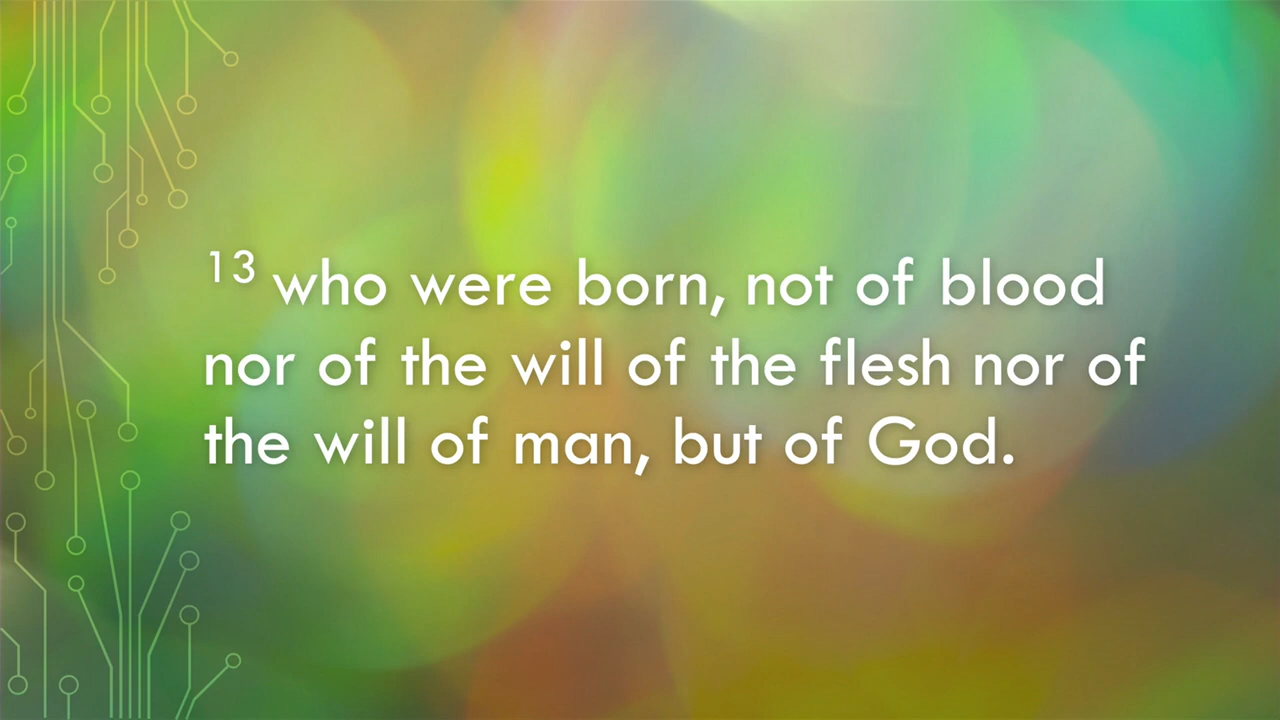 13 who were born, not of blood
nor of the will of the flesh nor of
the will of man, but of God.